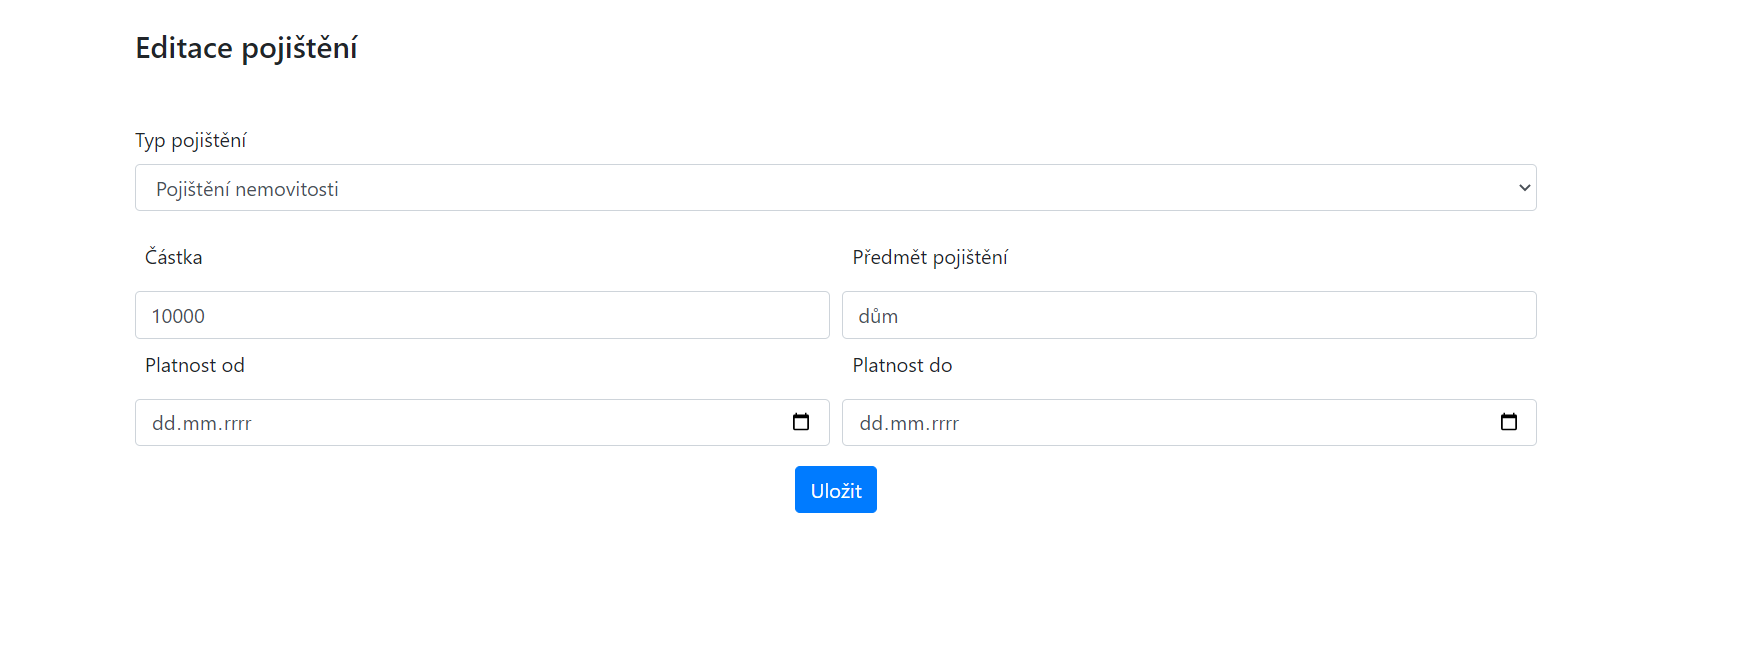 Editace pojištění
Typ pojištění
Pojištění nemovitosti
Částka
Předmět pojištění
10000
dům
Platnost od
Platnost do
dd.mm.rrrr
dd.mm.rrrr
Uložit